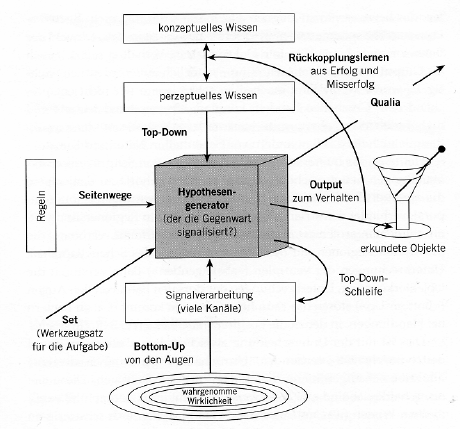 konzeptuelles Wissen
Rückkopplungslernen
aus Erfolg und
Misserfolg
perzeptuelles Wissen
Qualia
Top-Down
Regeln
Seitenwege
Hypothesen-
generator
(der die Gegenwart
signalisiert?)
Output
zum Verhalten
erkundete Objekte
Top-Down-
Schleife
Signalverarbeitung
(viele Kanäle)
Set
(Werkzeugsatz
für die Aufgabe)
Bottom-Up
von den Augen
wahrgenomme
Wirklichkeit